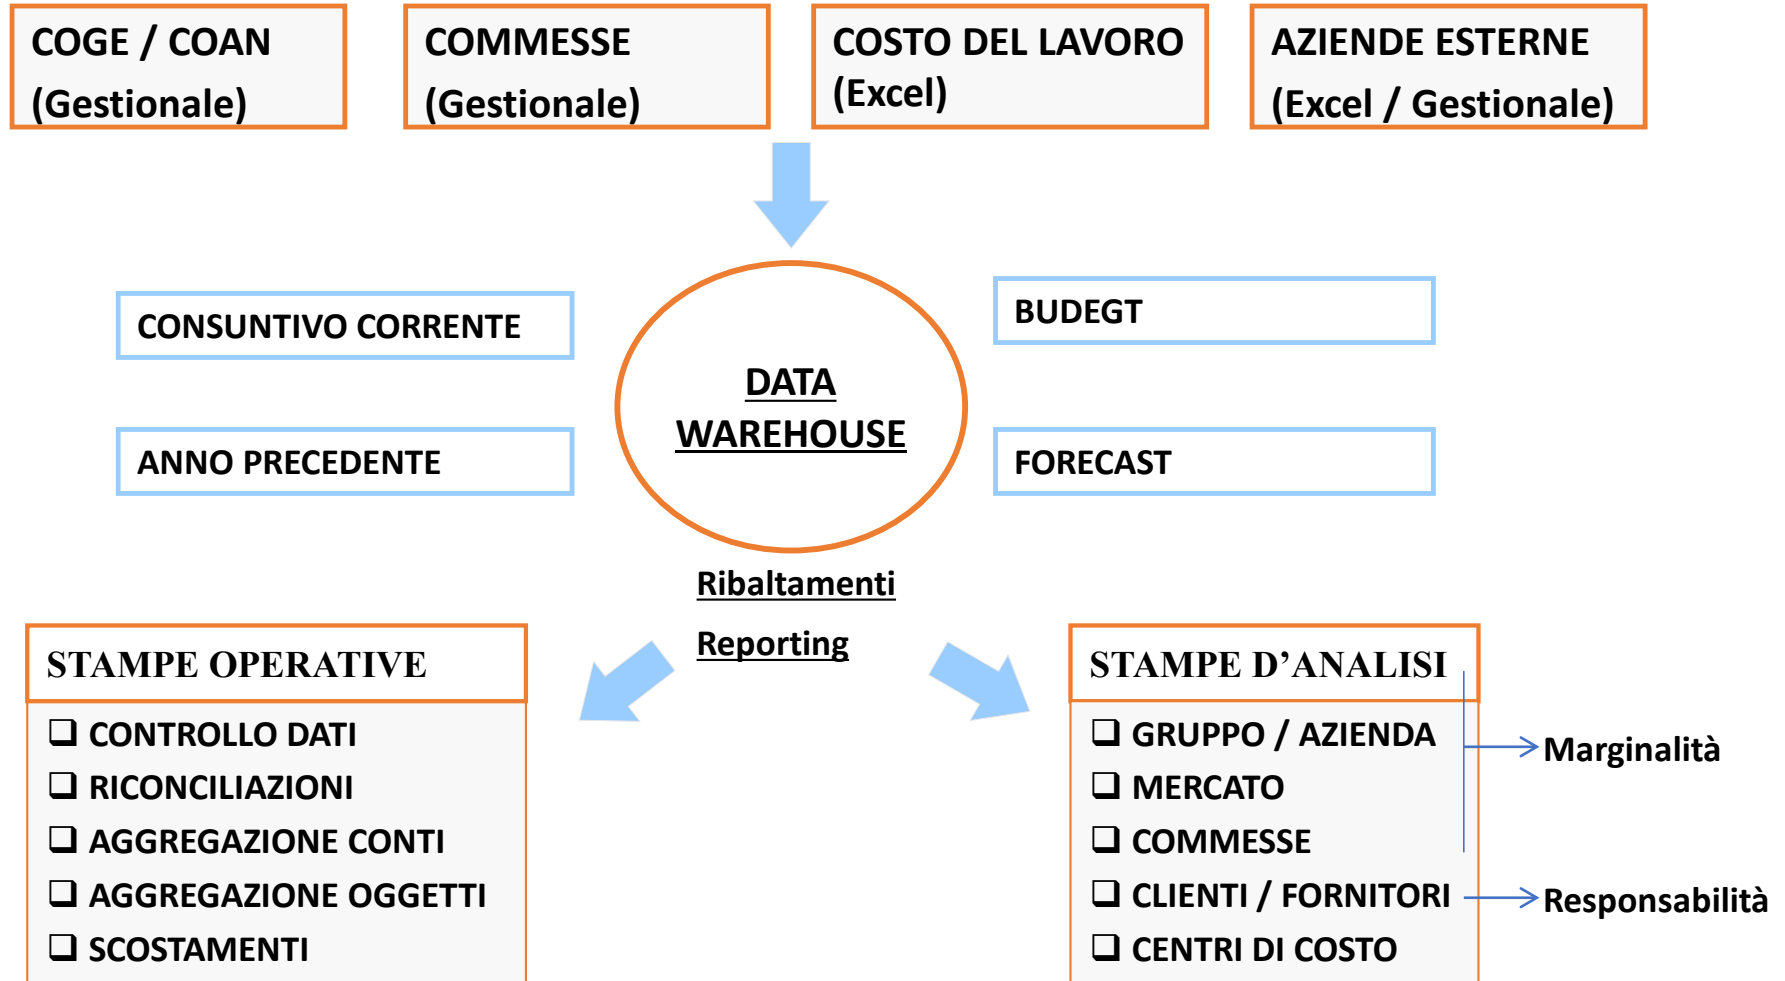 COGE / COAN
(Gestionale)
COMMESSE
(Gestionale)
COSTO DEL LAVORO
(Excel)
AZIENDE ESTERNE
(Excel / Gestionale)
CONSUNTIVO CORRENTE
BUDEGT
DATA
WAREHOUSE
ANNO PRECEDENTE
FORECAST
Ribaltamenti
Reporting
STAMPE OPERATIVE
❑ CONTROLLO DATI
❑ RICONCILIAZIONI
❑ AGGREGAZIONE CONTI
❑ AGGREGAZIONE OGGETTI
❑ SCOSTAMENTI
STAMPE D’ANALISI
❑ GRUPPO / AZIENDA
❑ MERCATO
❑ COMMESSE
❑ CLIENTI / FORNITORI
❑ CENTRI DI COSTO
Marginalità
Responsabilità